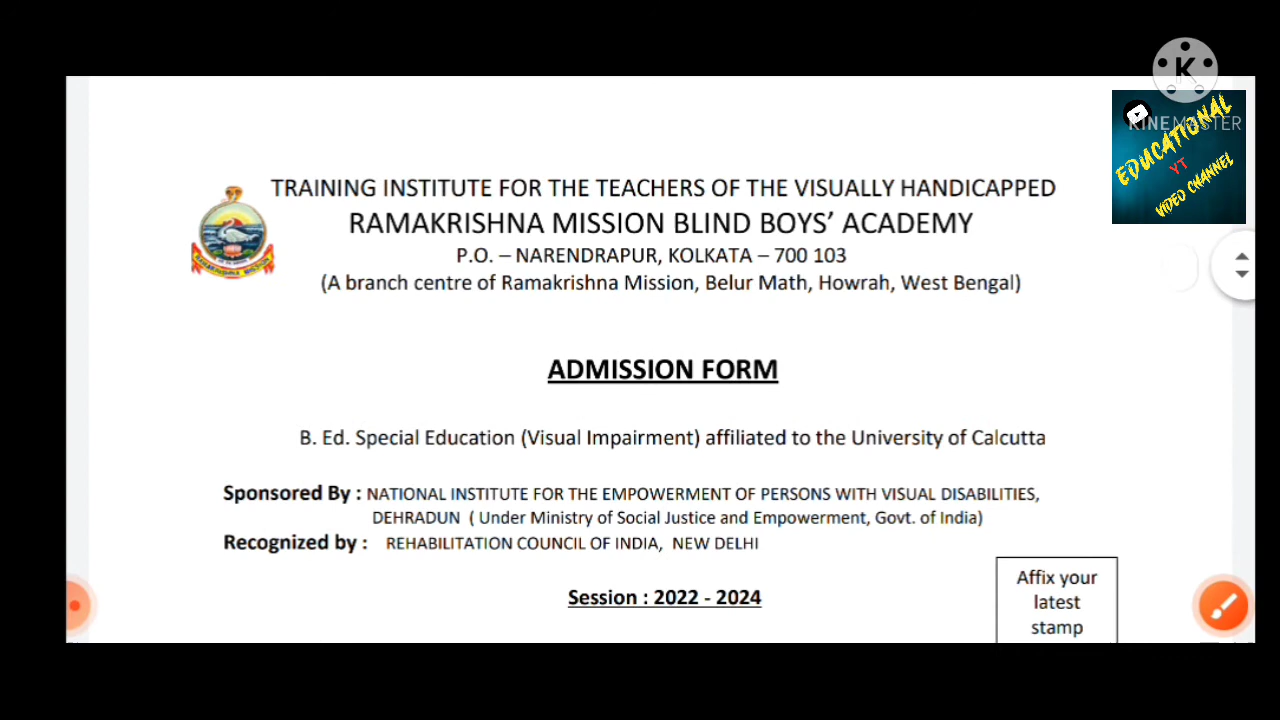 K
KINEMASTER
EDUCATIONAL
YT
VIDEO CHANNEL
TRAINING INSTITUTE FOR THE TEACHERS OF THE VISUALLY HANDICAPPED
RAMAKRISHNA MISSION BLIND BOYS’ ACADEMY
P.O. – NARENDRAPUR, KOLKATA – 700 103
(A branch centre of Ramakrishna Mission, Belur Math, Howrah, West Bengal)
RAMAKRISHNA MISSION
ADMISSION FORM
B. Ed. Special Education (Visual Impairment) affiliated to the University of Calcutta
Sponsored By : NATIONAL INSTITUTE FOR THE EMPOWERMENT OF PERSONS WITH VISUAL DISABILITIES,
DEHRADUN ( Under Ministry of Social Justice and Empowerment, Govt. of India)
Recognized by : REHABILITATION COUNCIL OF INDIA, NEW DELHI
Session : 2022 - 2024
Affix your
latest
stamp